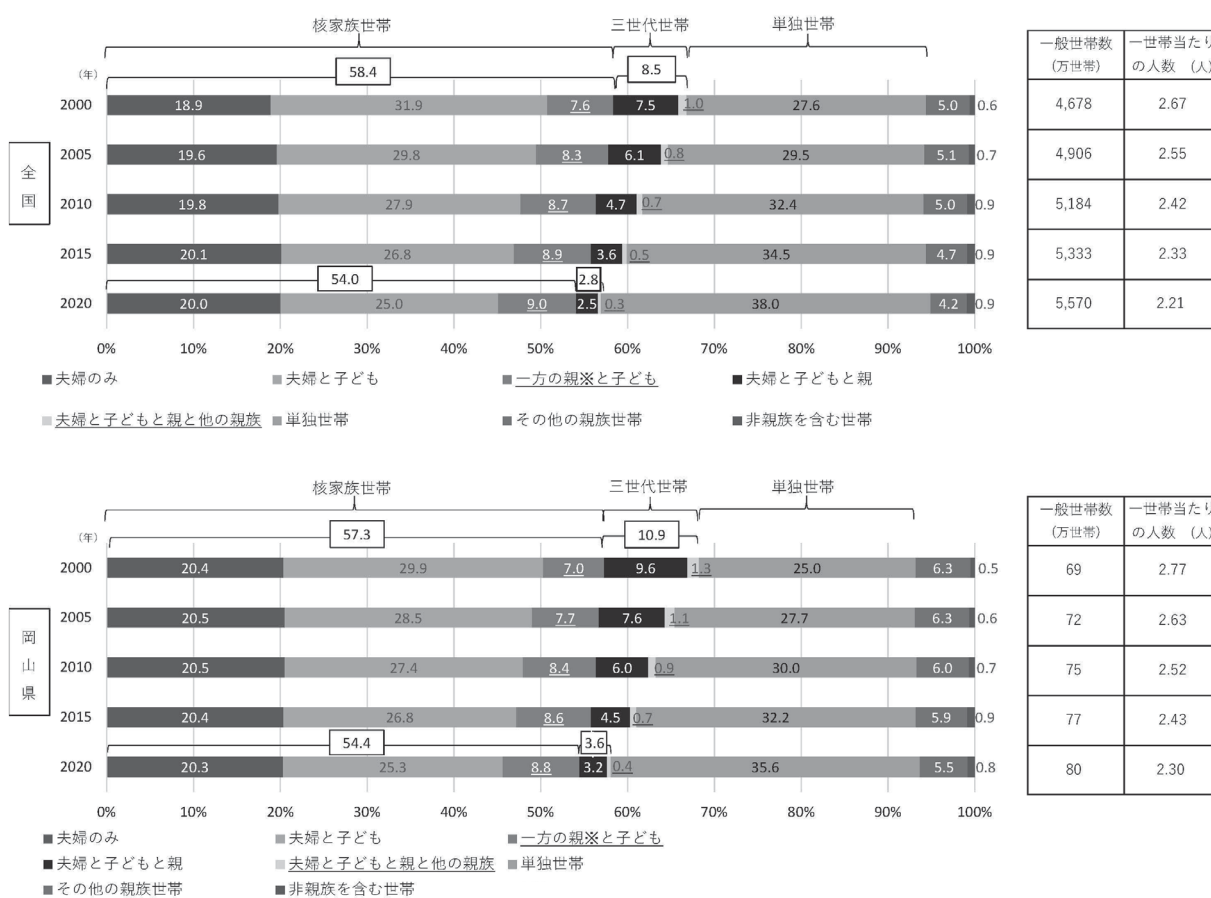 核家族世帯 三世代世帯 単独世帯
(年) 58.4 8.5
2000 18.9 31.9 7.6 7.5 1.0 27.6 5.0 0.6
2005 19.6 29.8 8.3 6.1 0.8 29.5 5.1 0.7
全国
2010 19.8 27.9 8.7 4.7 0.7 32.4 5.0 0.9
2015 20.1 26.8 8.9 3.6 0.5 34.5 4.7 0.9
54.0 2.8
2020 20.0 25.0 9.0 2.5 0.3 38.0 4.2 0.9
0% 10% 20% 30% 40% 50% 60% 70% 80% 90% 100%
■夫婦のみ ■夫婦と子ども ■一方の親※と子ども ■夫婦と子どもと親
■夫婦と子どもと親と他の親族 ■単独世帯 ■その他の親族世帯 ■非親族を含む世帯
一般世帯数 一世帯当たり
(万世帯) の人数 (人)
4,678 2.67
4,906 2.55
5,184 2.42
5,333 2.33
5,570 2.21
核家族世帯 三世代世帯 単独世帯
(年) 57.3 10.9
2000 20.4 29.9 7.0 9.6 1.3 25.0 6.3 0.5
2005 20.5 28.5 7.7 7.6 1.1 27.7 6.3 0.6
岡山県
2010 20.5 27.4 8.4 6.0 0.9 30.0 6.0 0.7
2015 20.4 26.8 8.6 4.5 0.7 32.2 5.9 0.9
54.4 3.6
2020 20.3 25.3 8.8 3.2 0.4 35.6 5.5 0.8
0% 10% 20% 30% 40% 50% 60% 70% 80% 90% 100%
■夫婦のみ ■夫婦と子ども ■一方の親※と子ども
■夫婦と子どもと親 ■夫婦と子どもと親と他の親族 ■単独世帯
■その他の親族世帯 ■非親族を含む世帯
一般世帯数 一世帯当たり
(万世帯) の人数 (人)
69 2.77
72 2.63
75 2.52
77 2.43
80 2.30